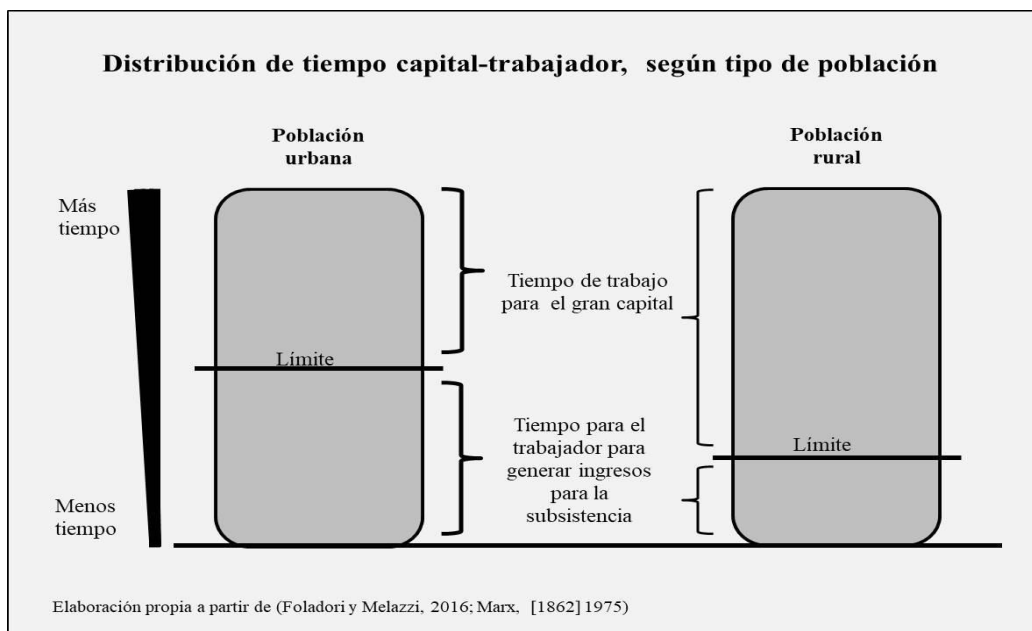 Distribución de tiempo capital-trabajador, según tipo de población
Población
urbana
Población
rural
Más
tiempo
Tiempo de trabajo
para el gran capital
Límite
Tiempo para el
trabajador para
generar ingresos
para la
subsistencia
Límite
Menos
tiempo
Elaboración propia a partir de (Foladori y Melazzi, 2016; Marx, [1862] 1975)